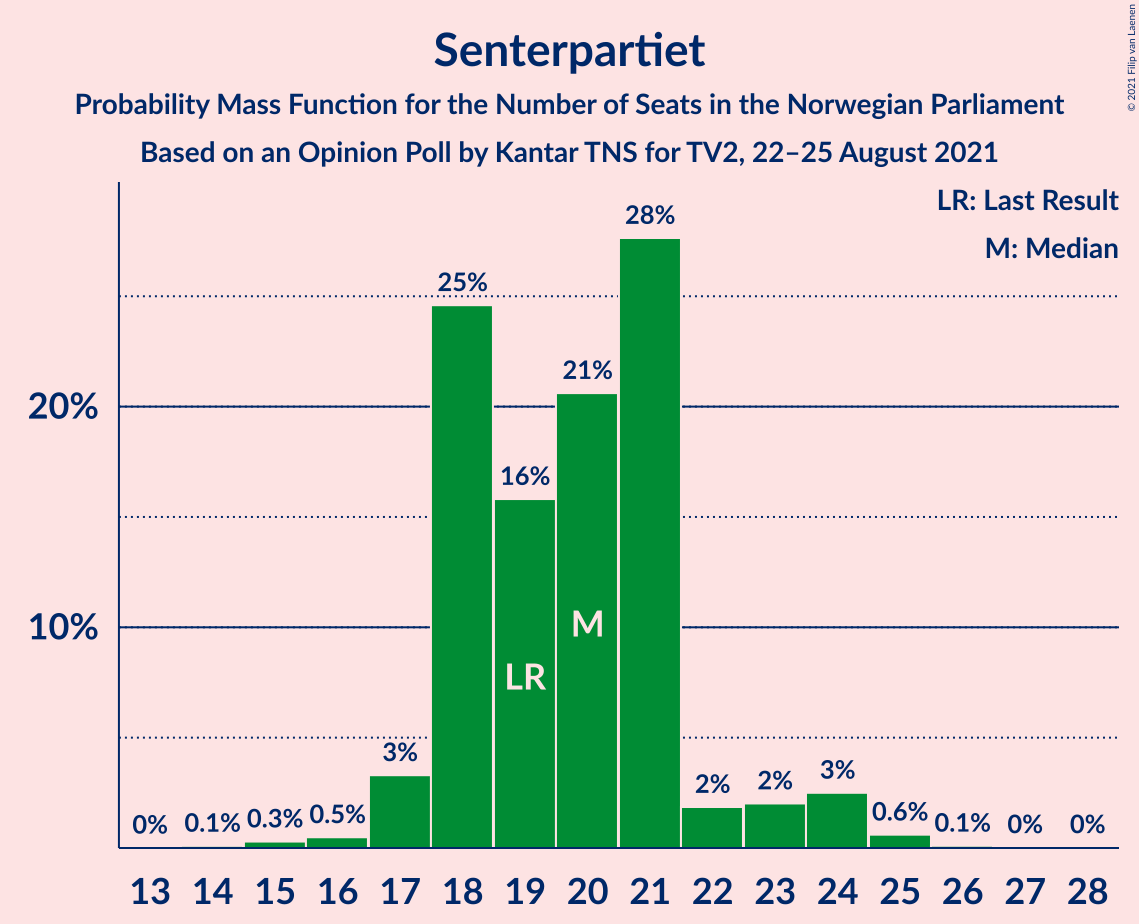 Senterpartiet
Probability Mass Function for the Number of Seats in the Norwegian Parliament
Based on an Opinion Poll by Kantar TNS for TV2, 22–25 August 2021
© 2021 Filip van Laenen
LR: Last Result
M: Median
20%
10%
0%
0.1%
0.3%
0.5%
3%
25%
16%
21%
28%
2%
2%
3%
0.6%
0.1%
0%
0%
LR
M
13 14 15 16 17 18 19 20 21 22 23 24 25 26 27 28